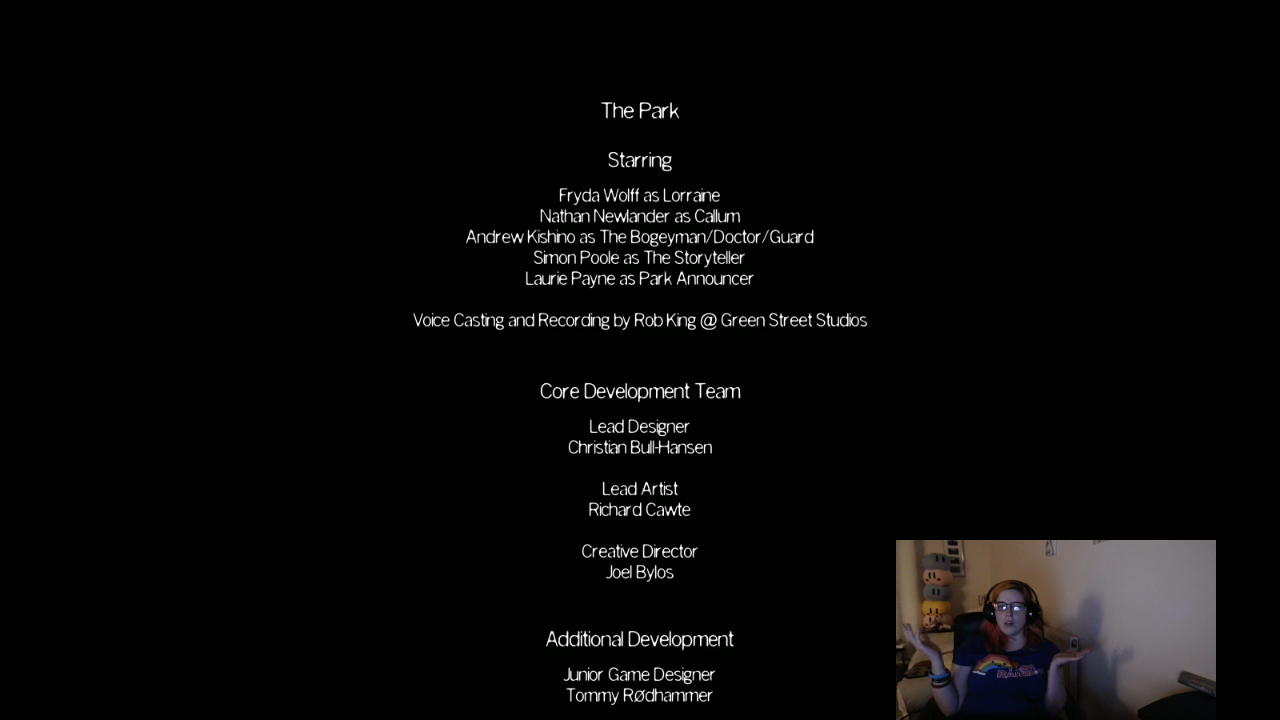 The Park
Starring
Fryda Wolff as Lorraine
Nathan Newlander as Callum
Andrew Kishino as The Bogeyman/Doctor/Guard
Simon Poole as The Storyteller
Laurie Payne as Park Announcer
Voice Casting and Recording by Rob King @ Green Street Studios
Core Development Team
Lead Designer
Christian Bull-Hansen
Lead Artist
Richard Cawte
Creative Director
Joel Bylos
Additional Development
Junior Game Designer
Tommy RØdhammer